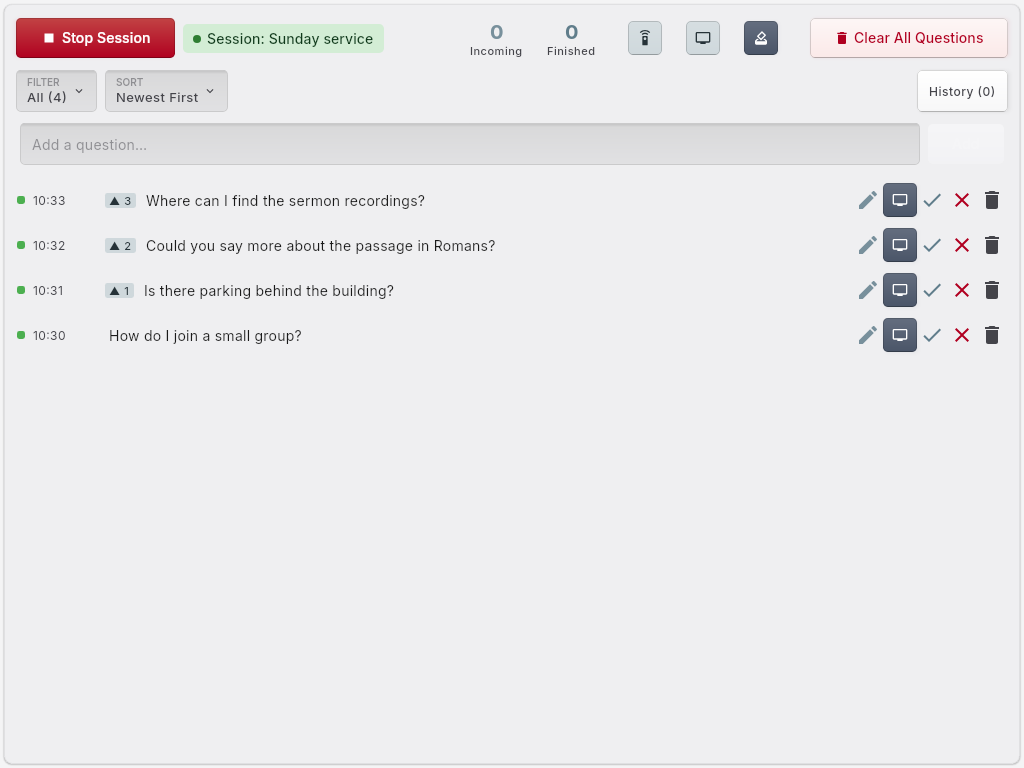 Stop Session
Session: Sunday service
0
Incoming
0
Finished
Clear All Questions
FILTER
All (4)
SORT
Newest First
History (0)
Add a question...
10:33 3 Where can I find the sermon recordings?
10:32 2 Could you say more about the passage in Romans?
10:31 1 Is there parking behind the building?
10:30 How do I join a small group?